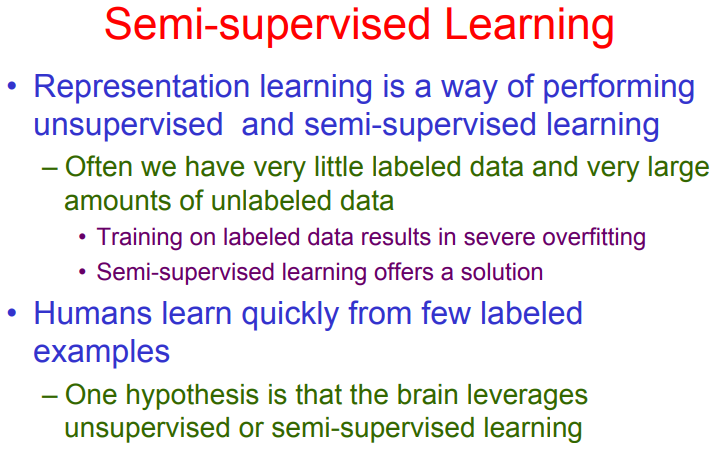 Semi-supervised Learning
• Representation learning is a way of performing
unsupervised and semi-supervised learning
– Often we have very little labeled data and very large
amounts of unlabeled data
• Training on labeled data results in severe overfitting
• Semi-supervised learning offers a solution
• Humans learn quickly from few labeled
examples
– One hypothesis is that the brain leverages
unsupervised or semi-supervised learning